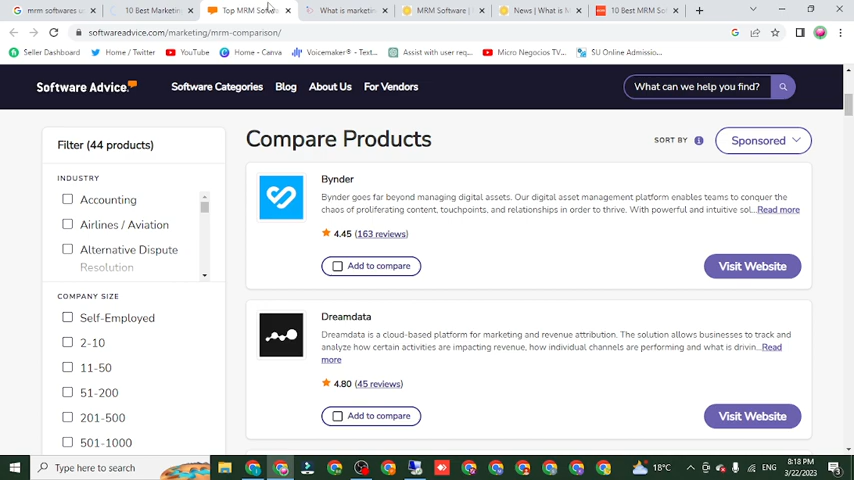 mrm softwares us
10 Best Marketin
Top MRM Softw
What is marketin
MRM Software |
News | What is M
10 Best MRM So
softwareadvice.com/marketing/mrm-comparison/
Seller Dashboard
Home / Twitter
YouTube
Home - Canva
Voicemaker® - Text...
Assist with user req...
Micro Negocios TV...
SU Online Admissio...
Software Advice.
Software Categories
Blog
About Us
For Vendors
What can we help you find?
Filter (44 products)
Compare Products
SORT BY
Sponsored
INDUSTRY
Accounting
Airlines / Aviation
Alternative Dispute
Resolution
COMPANY SIZE
Self-Employed
2-10
11-50
51-200
201-500
501-1000
Bynder
Bynder goes far beyond managing digital assets. Our digital asset management platform enables teams to conquer the
chaos of proliferating content, touchpoints, and relationships in order to thrive. With powerful and intuitive sol...Read more
4.45 (163 reviews)
Add to compare
Visit Website
Dreamdata
Dreamdata is a cloud-based platform for marketing and revenue attribution. The solution allows businesses to track and
analyze how certain activities are impacting revenue, how individual channels are performing and what is drivin...Read
more
4.80 (45 reviews)
Add to compare
Visit Website
Type here to search
18°C
ENG
8:18 PM
3/22/2023